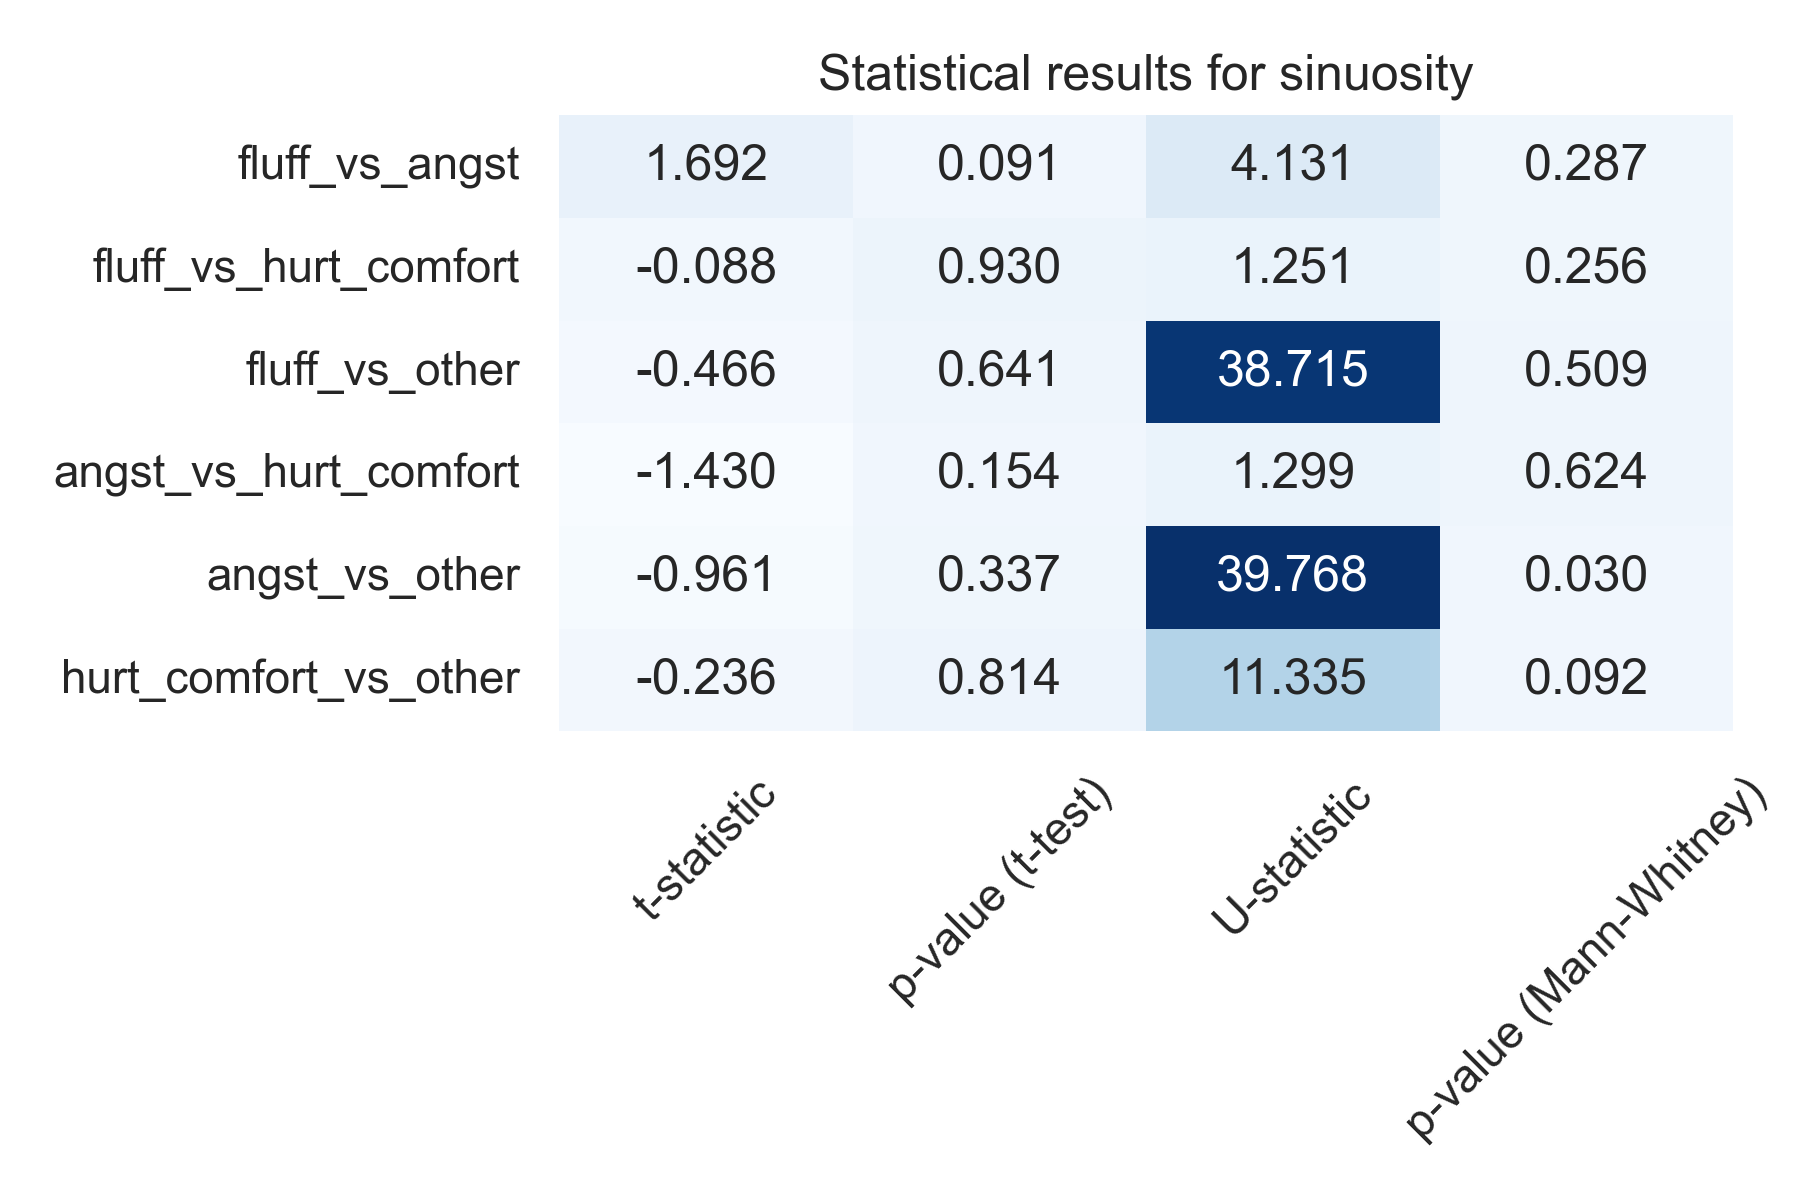 Statistical results for sinuosity
fluff_vs_angst 1.692 0.091 4.131 0.287
fluff_vs_hurt_comfort -0.088 0.930 1.251 0.256
fluff_vs_other -0.466 0.641 38.715 0.509
angst_vs_hurt_comfort -1.430 0.154 1.299 0.624
angst_vs_other -0.961 0.337 39.768 0.030
hurt_comfort_vs_other -0.236 0.814 11.335 0.092
t-statistic
p-value (t-test)
U-statistic
p-value (Mann-Whitney)